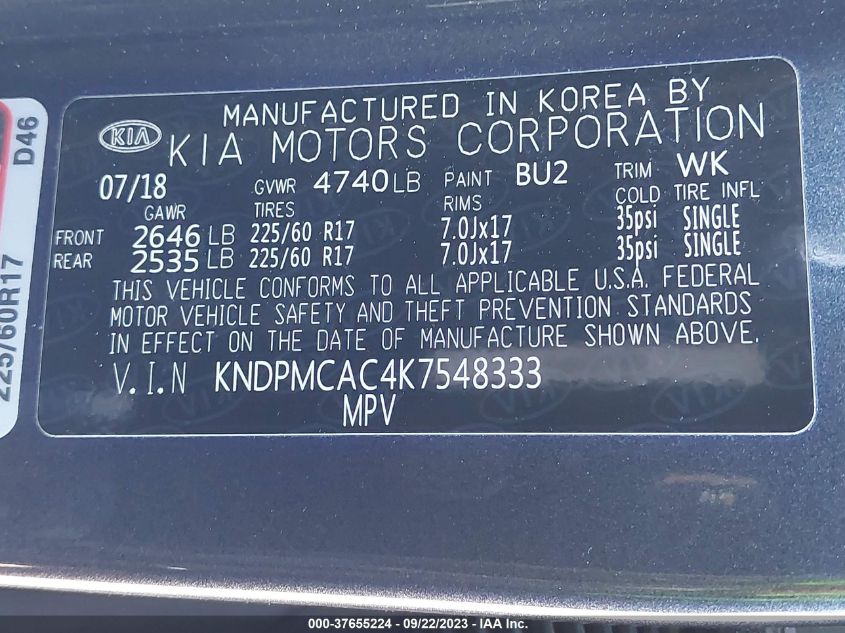 MANUFACTURED IN KOREA BY
KIA KIA MOTORS CORPORATION
07/18 GVWR 4740 LB PAINT BU2 TRIM WK
GAWR TIRES RIMS COLD TIRE INFL
FRONT 2646 LB 225/60 R17 7.0Jx17 35psi SINGLE
REAR 2535 LB 225/60 R17 7.0Jx17 35psi SINGLE
THIS VEHICLE CONFORMS TO ALL APPLICABLE U.S.A. FEDERAL
MOTOR VEHICLE SAFETY AND THEFT PREVENTION STANDARDS
IN EFFECT ON THE DATE OF MANUFACTURE SHOWN ABOVE.
V.I.N KNDPMCAC4K7548333
MPV
225/60R17 D46
000-37655224 - 09/22/2023 - IAAI.